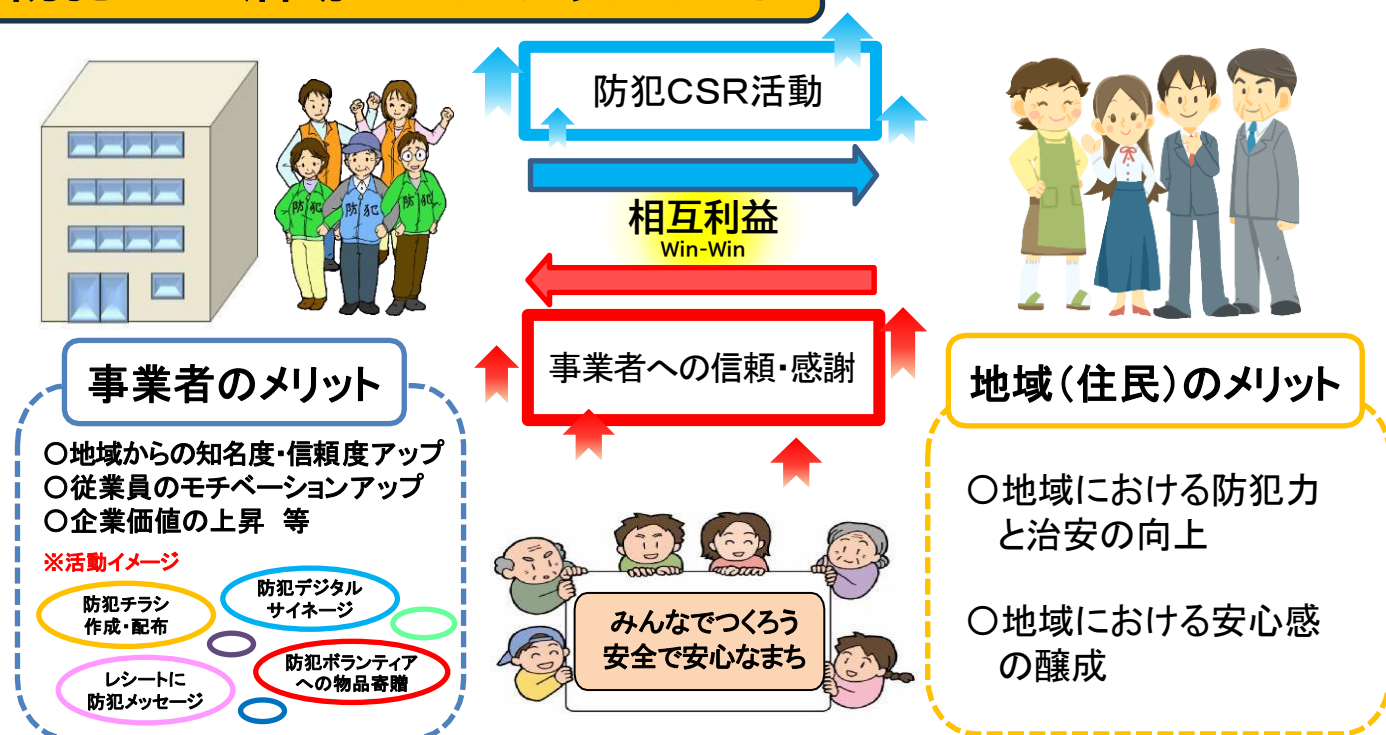 防犯CSR活動
相互利益
Win-Win
事業者への信頼・感謝
防犯
防犯
防犯
事業者のメリット
〇地域からの知名度・信頼度アップ
〇従業員のモチベーションアップ
〇企業価値の上昇 等
※活動イメージ
防犯チラシ
作成・配布
防犯デジタル
サイネージ
レシートに
防犯メッセージ
防犯ボランティア
への物品寄贈
みんなでつくろう
安全で安心なまち
地域(住民)のメリット
〇地域における防犯力
と治安の向上
〇地域における安心感
の醸成